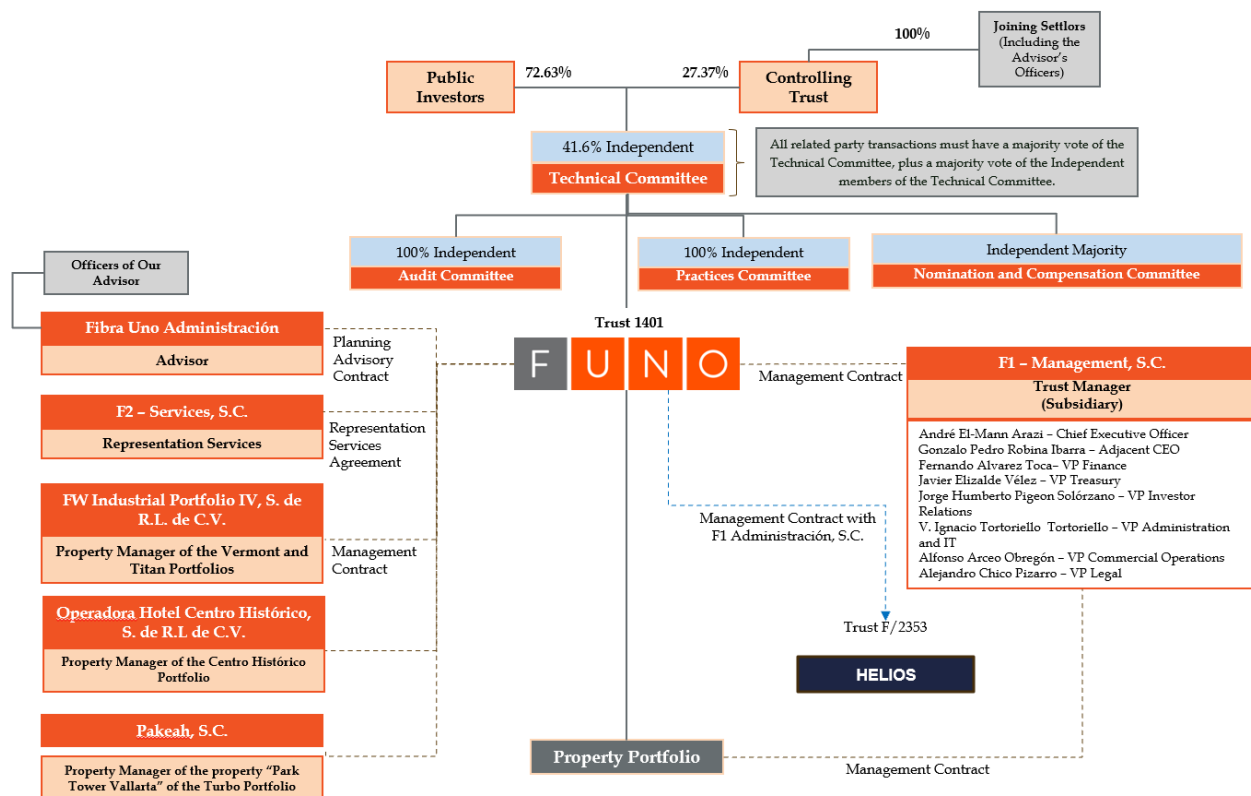 100%
Joining Settlors
(Including the
Advisor's
Officers)
Public
Investors
72.63%
27.37%
Controlling
Trust
41.6% Independent
Technical Committee
All related party transactions must have a majority vote of the
Technical Committee, plus a majority vote of the Independent
members of the Technical Committee.
100% Independent
Audit Committee
100% Independent
Practices Committee
Independent Majority
Nomination and Compensation Committee
Officers of Our
Advisor
Fibra Uno Administración
Advisor
Planning
Advisory
Contract
Trust 1401
FUNO
Management Contract
F1 – Management, S.C.
Trust Manager
(Subsidiary)
André El-Mann Arazi – Chief Executive Officer
Gonzalo Pedro Robina Ibarra – Adjacent CEO
Fernando Alvarez Toca– VP Finance
Javier Elizalde Vélez – VP Treasury
Jorge Humberto Pigeon Solórzano – VP Investor
Relations
V. Ignacio Tortoriello Tortoriello – VP Administration
and IT
Alfonso Arceo Obregón – VP Commercial Operations
Alejandro Chico Pizarro – VP Legal
F2 – Services, S.C.
Representation Services
Representation
Services
Agreement
FW Industrial Portfolio IV, S. de
R.L. de C.V.
Property Manager of the Vermont and
Titan Portfolios
Management
Contract
Management Contract with
F1 Administración, S.C.
Operadora Hotel Centro Histórico,
S. de R.L de C.V.
Property Manager of the Centro Histórico
Portfolio
Trust F/2353
HELIOS
Pakeah, S.C.
Property Manager of the property “Park
Tower Vallarta” of the Turbo Portfolio
Property Portfolio
Management Contract